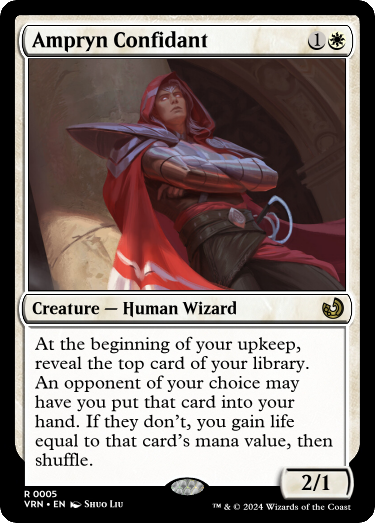 Ampryn Confidant 1
Creature — Human Wizard
At the beginning of your upkeep,
reveal the top card of your library.
An opponent of your choice may
have you put that card into your
hand. If they don't, you gain life
equal to that card's mana value, then
shuffle.
2/1
R 0005
VRN • EN Shuo Liu
™ & © 2024 Wizards of the Coast